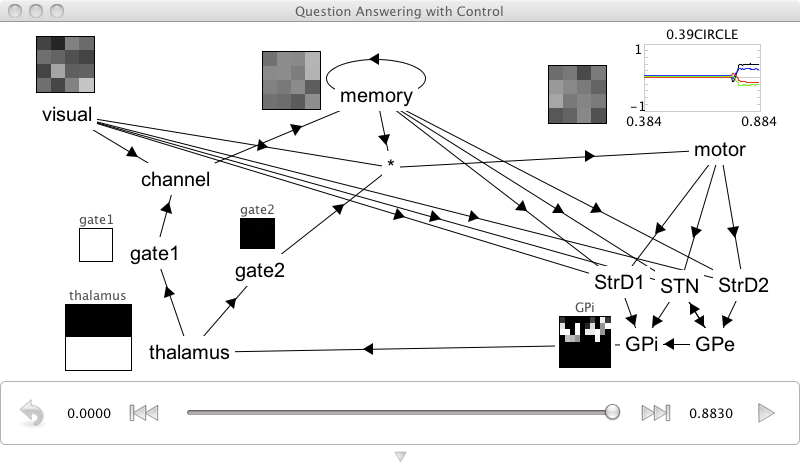 Question Answering with Control
0.39CIRCLE
1
-1
0.384 0.884
visual
memory
motor
*
channel
gate1
gate1
gate2
gate2
StrD1
STN
StrD2
thalamus
thalamus
GPi
GPi
GPe
0.0000
0.8830